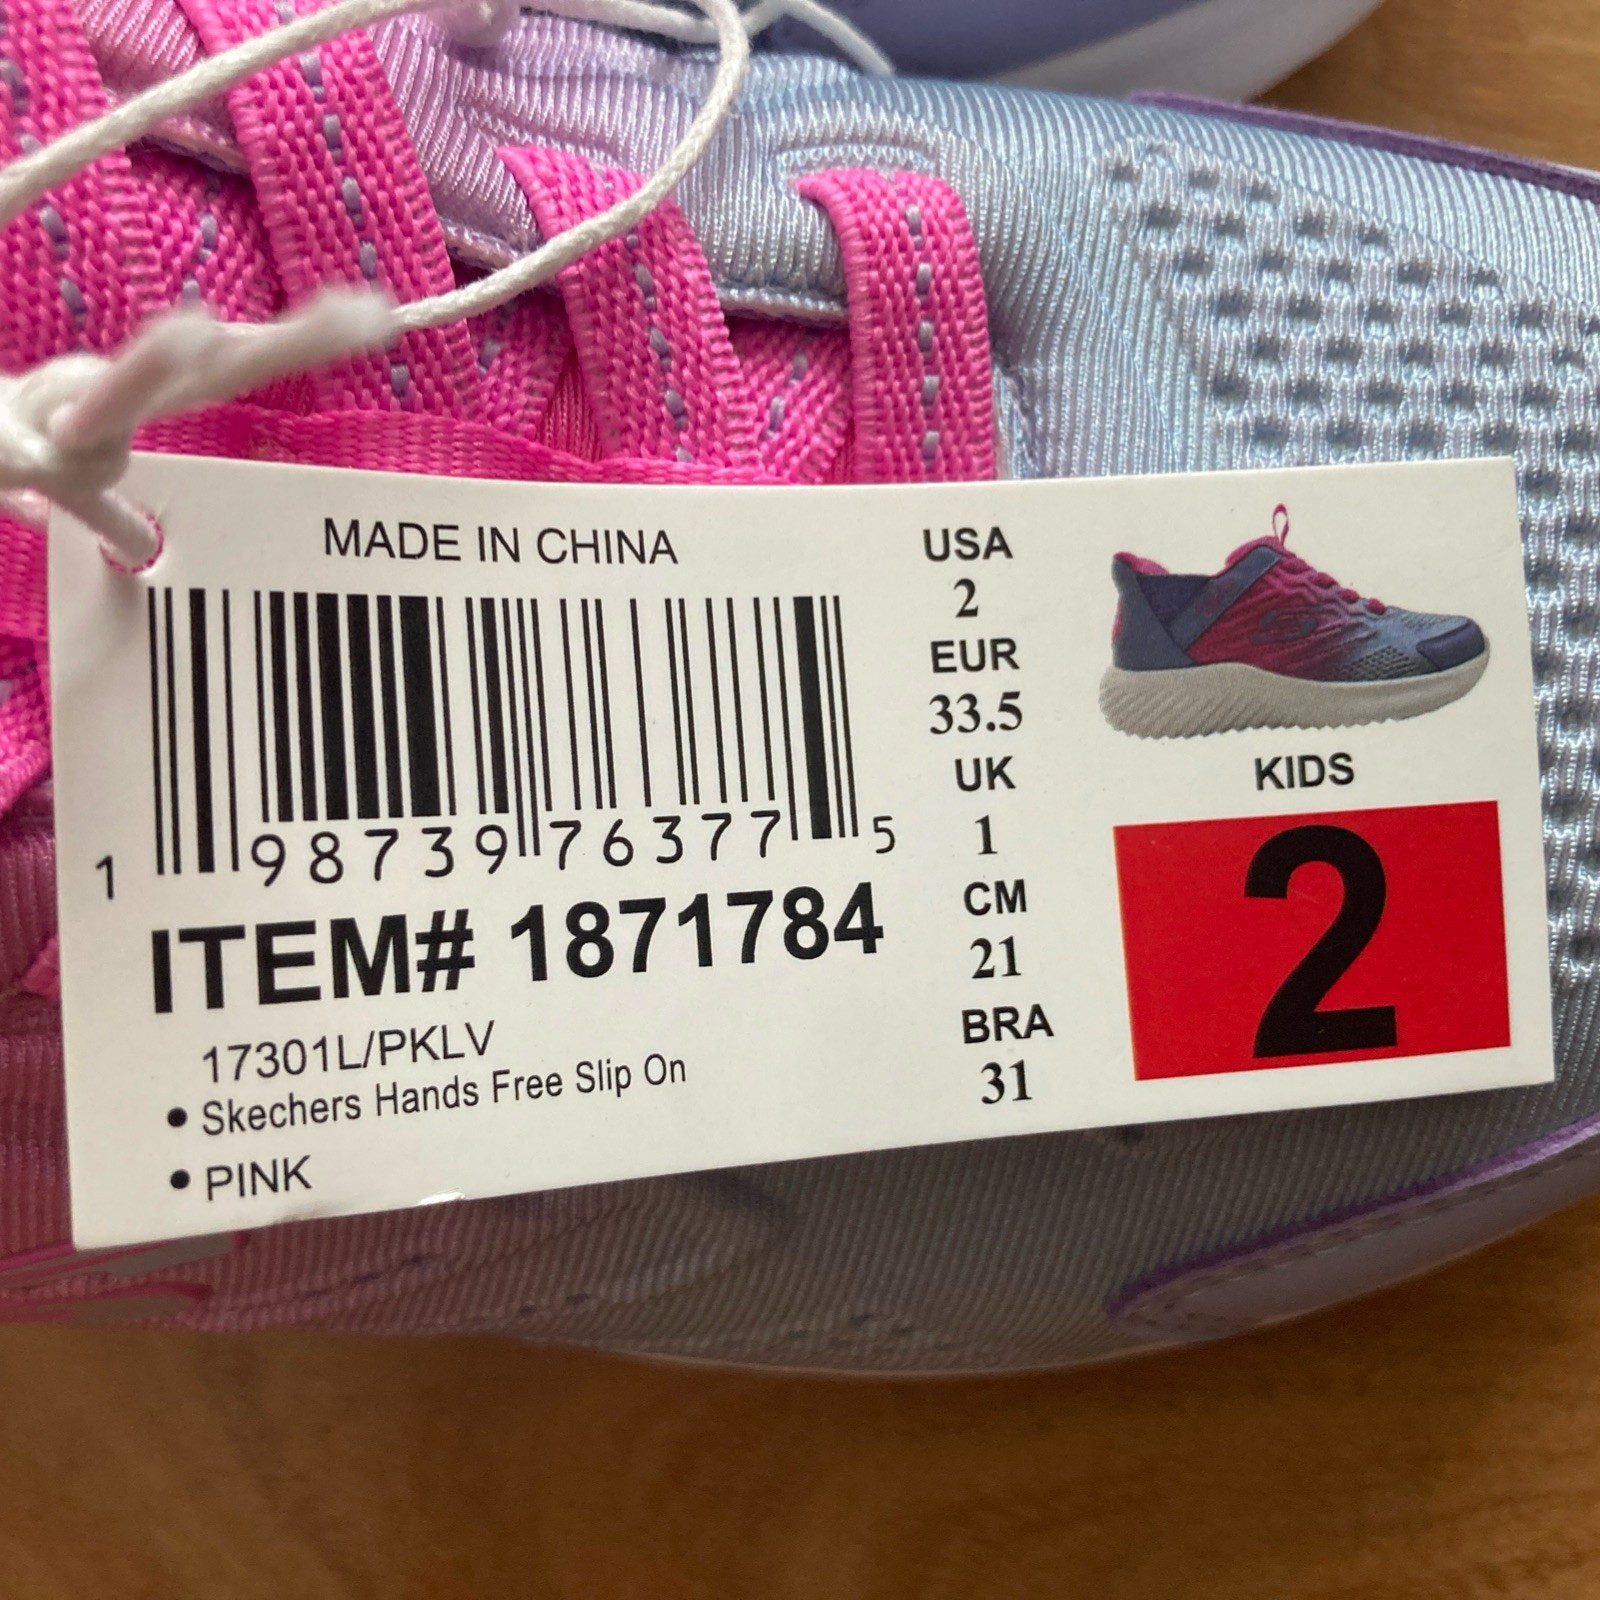 MADE IN CHINA
1 98739 76377 5
ITEM# 1871784
17301L/PKLV
• Skechers Hands Free Slip On
• PINK
USA
2
EUR
33.5
UK
1
CM
21
BRA
31
KIDS
2